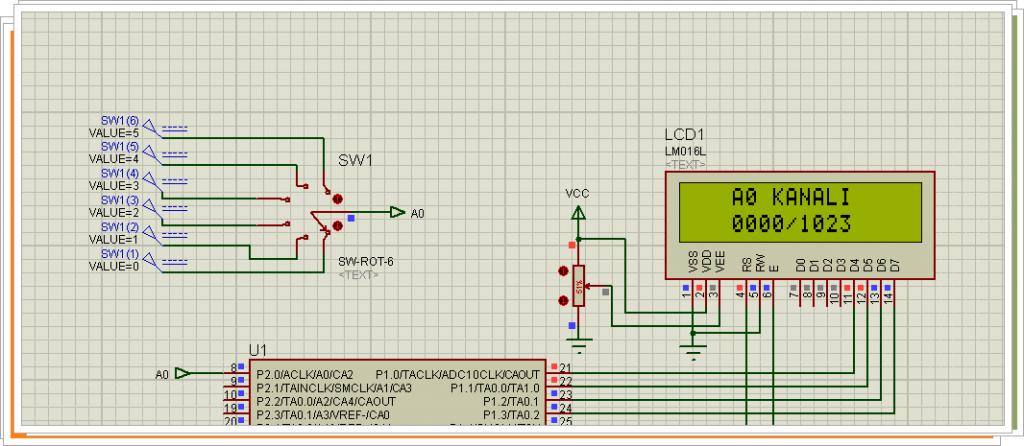 SW1(6)
VALUE=5
SW1(5)
VALUE=4
SW1(4)
VALUE=3
SW1(3)
VALUE=2
SW1(2)
VALUE=1
SW1(1)
VALUE=0
SW1
A0
SW-ROT-6
<TEXT>
VCC
51%
LCD1
LM016L
<TEXT>
A0 KANALI
0000/1023
VSS
VDD
VEE
RS
RW
E
D0
D1
D2
D3
D4
D5
D6
D7
1
2
3
4
5
6
7
8
9
10
11
12
13
14
U1
A0
8 P2.0/ACLK/A0/CA2 P1.0/TACLK/ADC10CLK/CAOUT 21
9 P2.1/TAINCLK/SMCLK/A1/CA3 P1.1/TA0.0/TA1.0 22
10 P2.2/TA0.0/A2/CA4/CAOUT P1.2/TA0.1 23
19 P2.3/TA0.1/A3/VREF-/CA0 P1.3/TA0.2 24
20 25